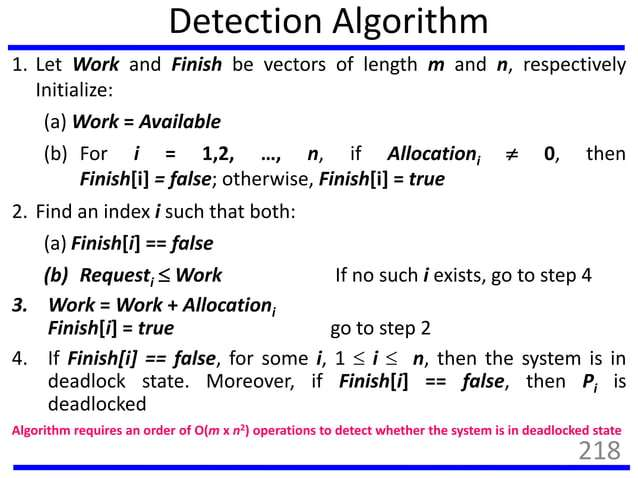 Detection Algorithm
1. Let Work and Finish be vectors of length m and n, respectively
Initialize:
(a) Work = Available
(b) For i = 1,2, …, n, if Allocationi ≠ 0, then
Finish[i] = false; otherwise, Finish[i] = true
2. Find an index i such that both:
(a) Finish[i] == false
(b) Requesti ≤ Work If no such i exists, go to step 4
3. Work = Work + Allocationi
Finish[i] = true go to step 2
4. If Finish[i] == false, for some i, 1 ≤ i ≤ n, then the system is in
deadlock state. Moreover, if Finish[i] == false, then Pi is
deadlocked
Algorithm requires an order of O(m x n²) operations to detect whether the system is in deadlocked state
218